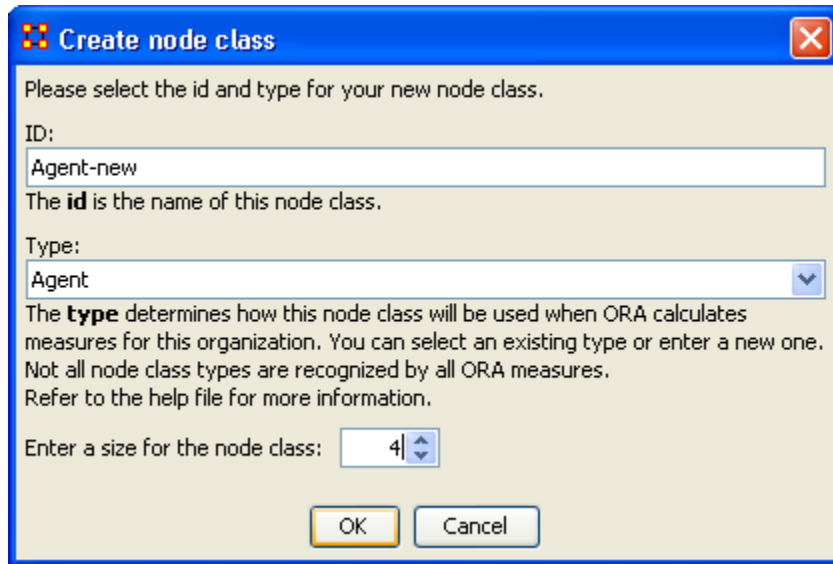 Create node class
Please select the id and type for your new node class.
ID:
Agent-new
The id is the name of this node class.
Type:
Agent
The type determines how this node class will be used when ORA calculates
measures for this organization. You can select an existing type or enter a new one.
Not all node class types are recognized by all ORA measures.
Refer to the help file for more information.
Enter a size for the node class: 4
OK Cancel